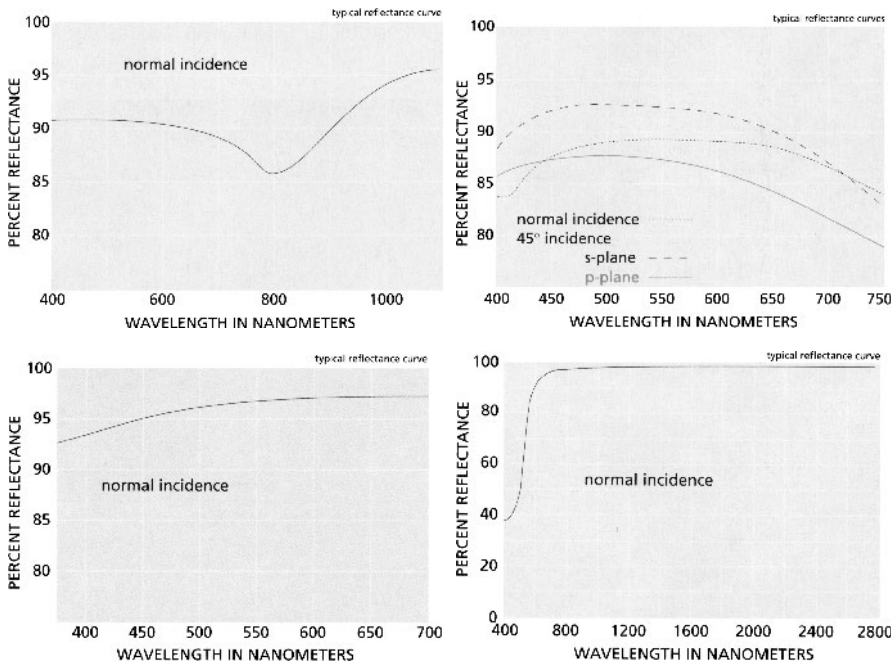 typical reflectance curve
100
95
90
85
80
PERCENT REFLECTANCE
normal incidence
400 600 800 1000
WAVELENGTH IN NANOMETERS
typical reflectance curves
100
95
90
85
80
PERCENT REFLECTANCE
normal incidence
45° incidence
s-plane
p-plane
400 450 500 550 600 650 700 750
WAVELENGTH IN NANOMETERS
typical reflectance curve
100
95
90
85
80
PERCENT REFLECTANCE
normal incidence
400 450 500 550 600 650 700
WAVELENGTH IN NANOMETERS
typical reflectance curve
100
80
60
40
20
0
PERCENT REFLECTANCE
normal incidence
400 800 1200 1600 2000 2400 2800
WAVELENGTH IN NANOMETERS